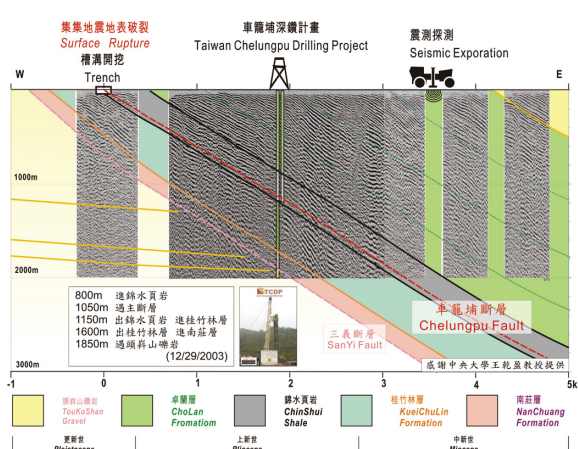 集集地震地表破裂
Surface Rupture
槽溝開挖
Trench
車籠埔深鑽計畫
Taiwan Chelungpu Drilling Project
震測探測
Seismic Exporation
W
E
1000m
2000m
3000m
800m 進錦水頁岩
1050m 過主斷層
1150m 出錦水頁岩 進桂竹林層
1600m 出桂竹林層 進南莊層
1850m 過頭嵙山礫岩
(12/29/2003)
TCDP
三義斷層
SanYi Fault
車籠埔斷層
Chelungpu Fault
感謝中央大學王乾盈教授提供
-1 0 1 2 3 4 5k
頭嵙山礫岩
TouKoShan
Gravel
卓蘭層
ChoLan
Fromatiom
錦水頁岩
ChinShui
Shale
桂竹林層
KueiChuLin
Formation
南莊層
NanChuang
Formation
更新世
上新世
中新世
Pleistocene
Pliocene
Miocene